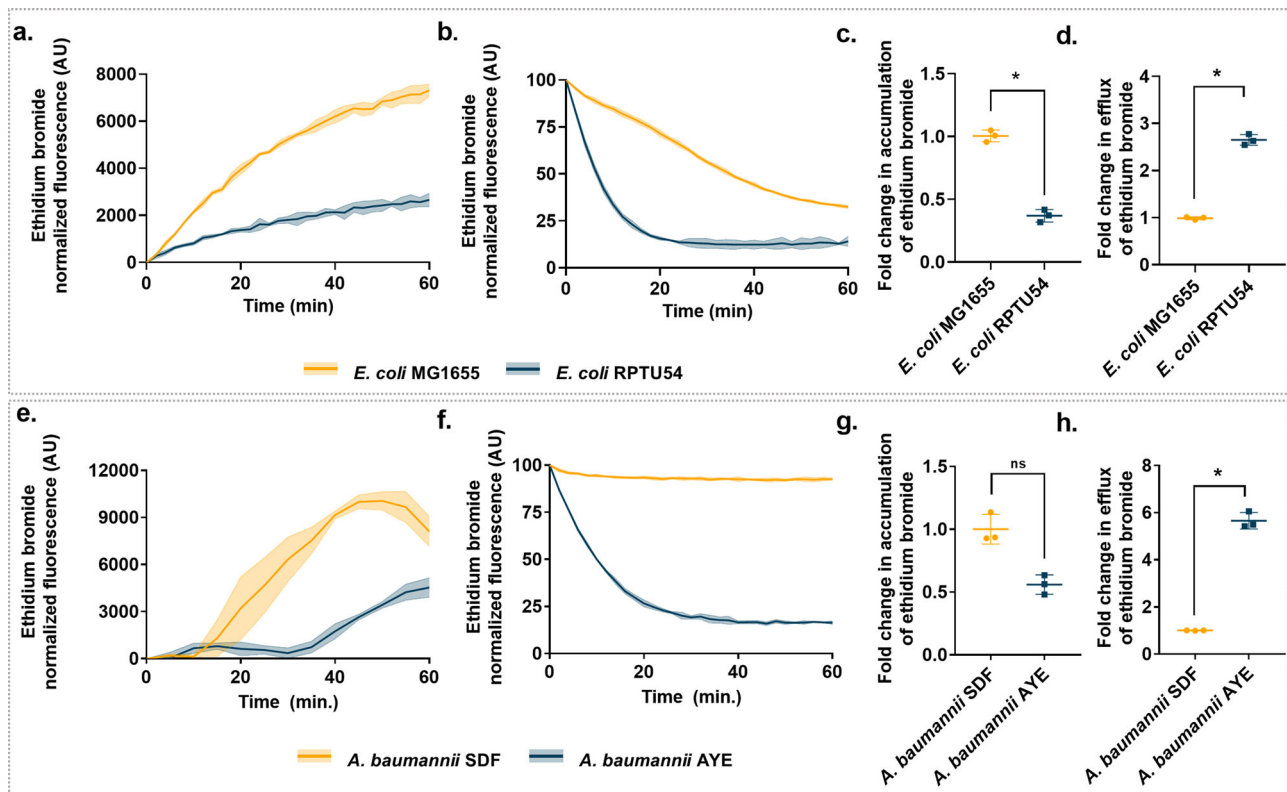 a.
Ethidium bromide
normalized fluorescence (AU)
8000
6000
4000
2000
0
0
20
40
60
Time (min)
b.
Ethidium bromide
normalized fluorescence (AU)
100
75
50
25
0
0
20
40
60
Time (min)
c.
Fold change in accumulation
of ethidium bromide
1.5
1.0
0.5
0.0
*
E. coli MG1655
E. coli RPTU54
d.
Fold change in efflux
of ethidium bromide
4
3
2
1
0
*
E. coli MG1655
E. coli RPTU54
E. coli MG1655
E. coli RPTU54
e.
Ethidium bromide
normalized fluorescence (AU)
12000
9000
6000
3000
0
0
20
40
60
Time (min.)
f.
Ethidium bromide
normalized fluorescence (AU)
100
75
50
25
0
0
20
40
60
Time (min.)
g.
Fold change in accumulation
of ethidium bromide
1.5
1.0
0.5
0.0
ns
A. baumannii SDF
A. baumannii AYE
h.
Fold change in efflux
of ethidium bromide
8
6
4
2
0
*
A. baumannii SDF
A. baumannii AYE
A. baumannii SDF
A. baumannii AYE